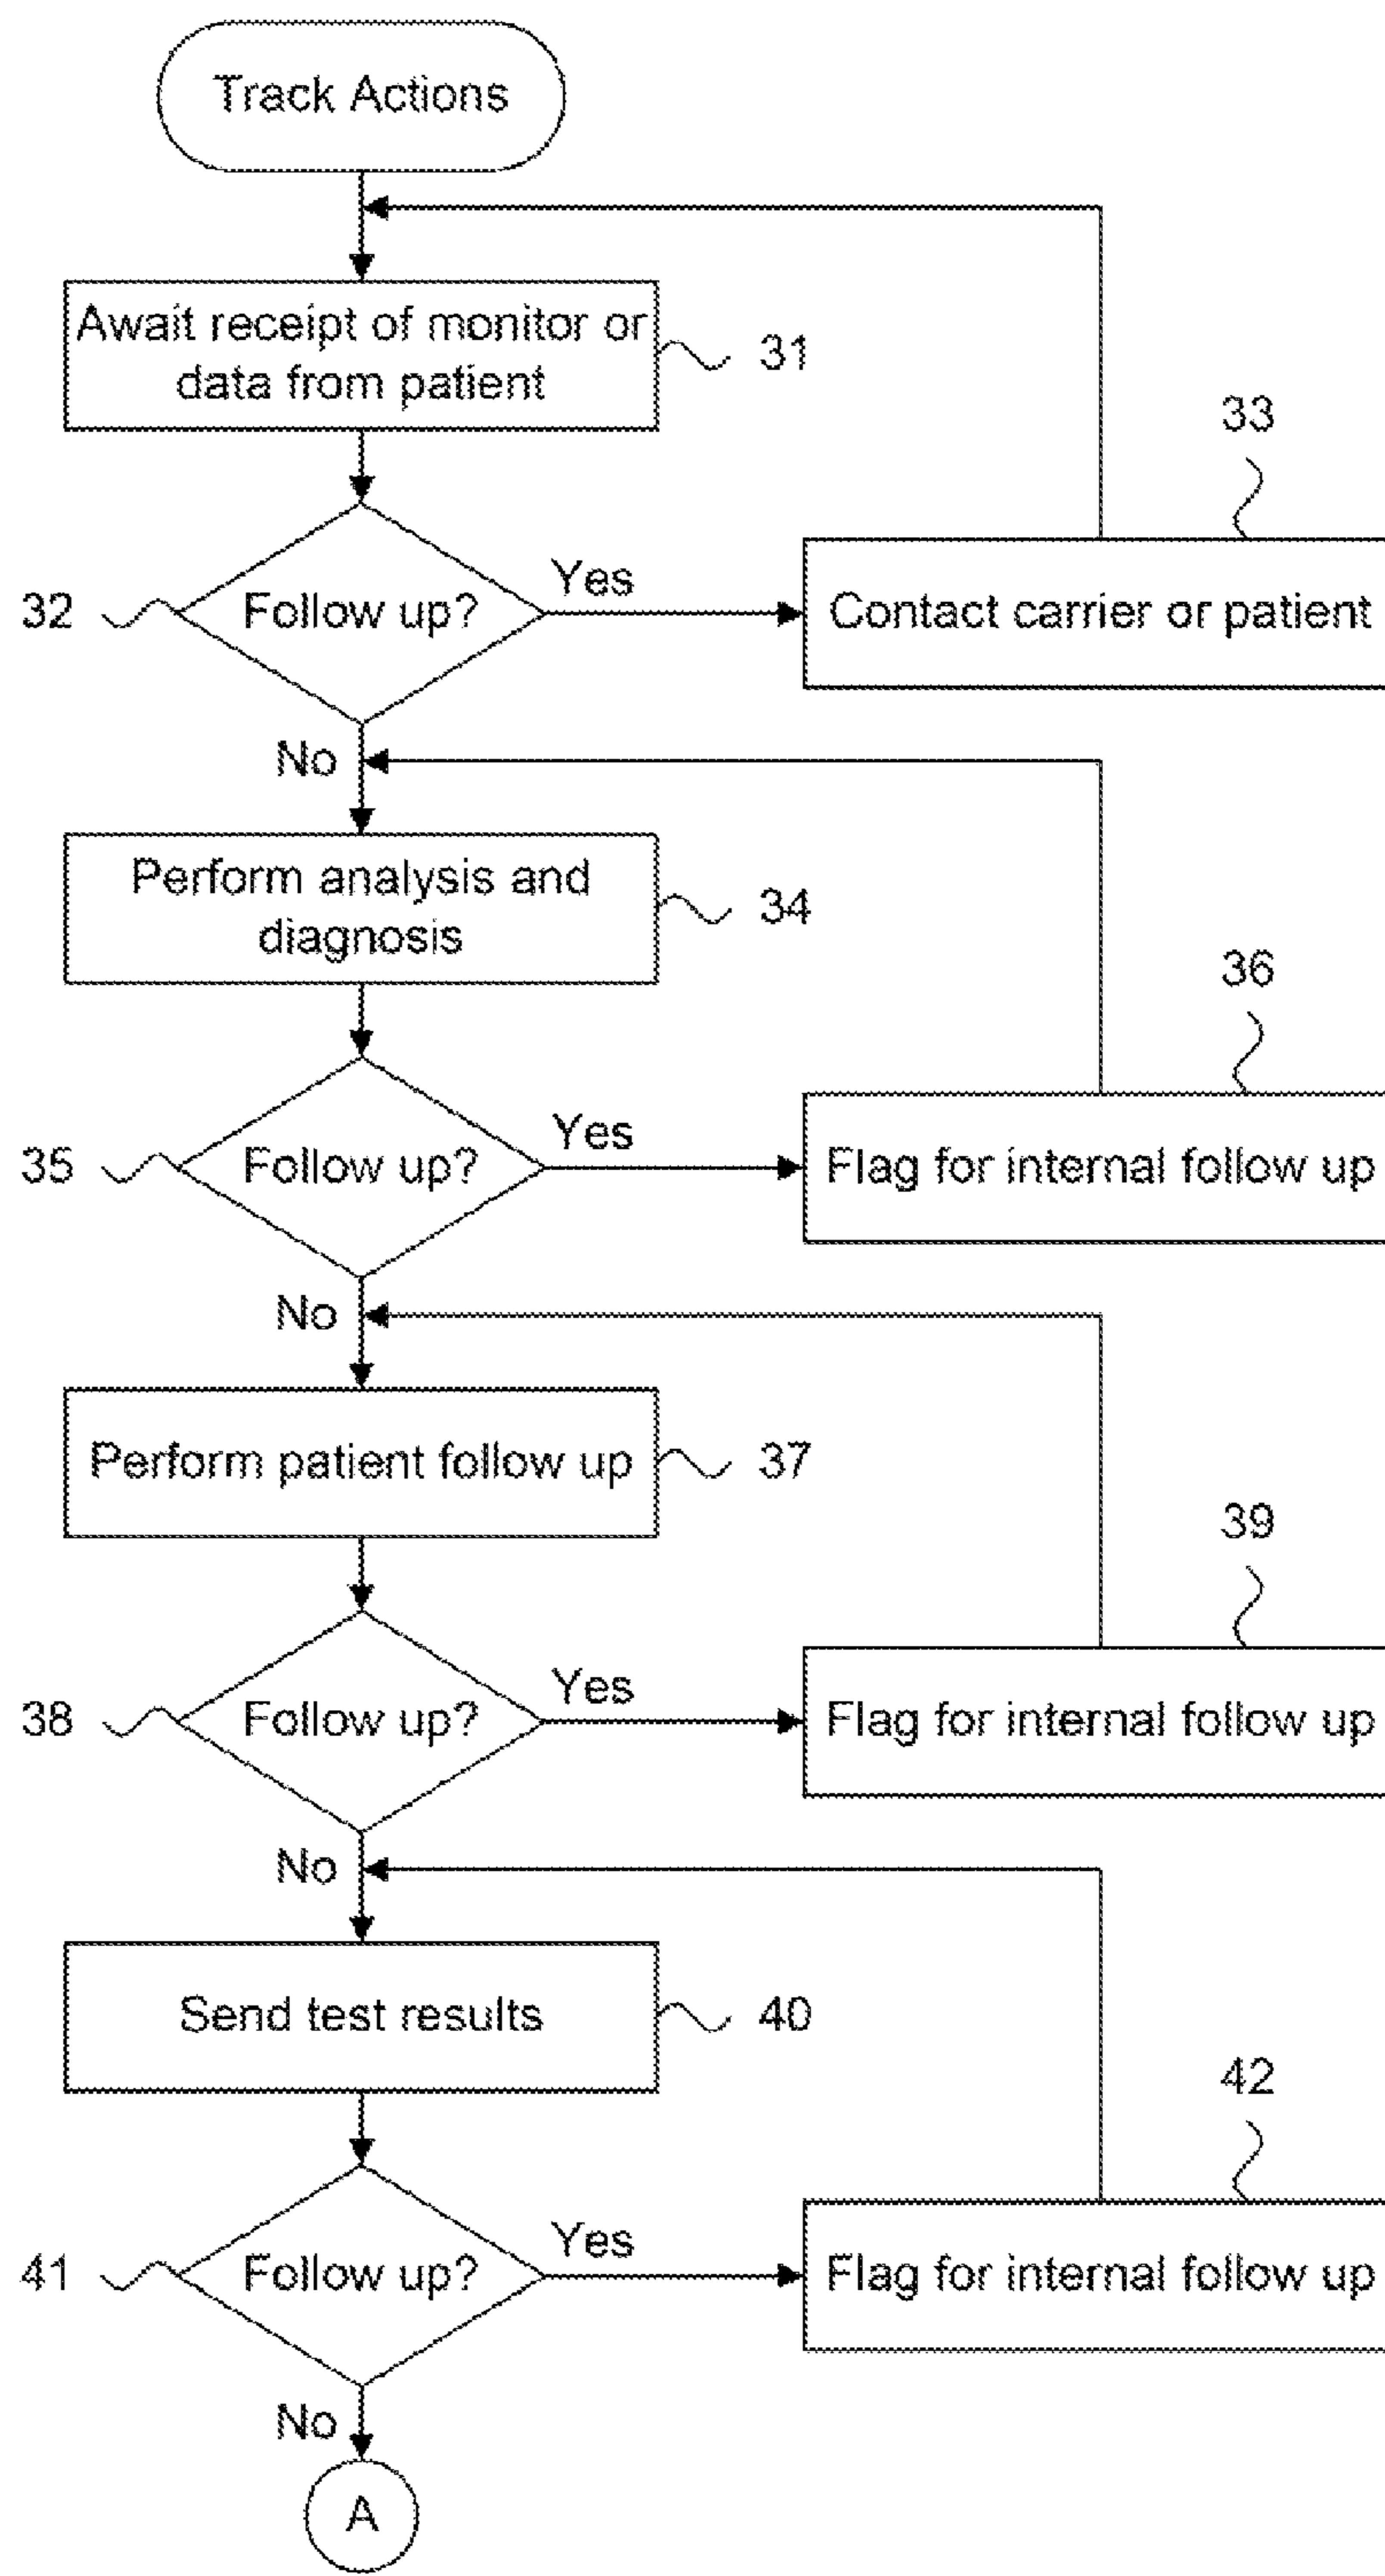 Track Actions
Await receipt of monitor or
data from patient
31
33
32
Follow up?
Yes
Contact carrier or patient
No
Perform analysis and
diagnosis
34
36
35
Follow up?
Yes
Flag for internal follow up
No
Perform patient follow up
37
39
38
Follow up?
Yes
Flag for internal follow up
No
Send test results
40
42
41
Follow up?
Yes
Flag for internal follow up
No
A